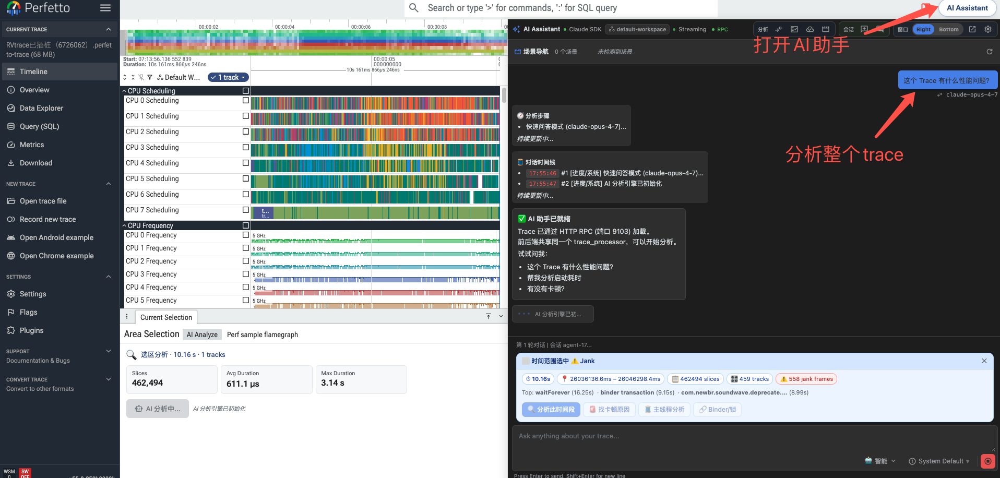 Perfetto
Search or type '>' for commands, ':' for SQL query
AI Assistant
CURRENT TRACE
RVtrace已插桩（6726062）.perfet
to-trace (68 MB)
Timeline
Overview
Data Explorer
Query (SQL)
Metrics
Download
NEW TRACE
Open trace file
Record new trace
Open Android example
Open Chrome example
SETTINGS
Settings
Flags
Plugins
SUPPORT
Documentation & Bugs
CONVERT TRACE
Convert to other formats
WSM
0
SW
OFF
00:00:02
00:00:04
00:00:06
00:00:08
Start: 07:13:56.136 552 839
Duration: 10s 161ms 866µs 246ns
00:00:05
000000000
10s 161ms 866µs 246ns
Default W...
1 track
CPU Scheduling
CPU 0 Scheduling
CPU 1 Scheduling
CPU 2 Scheduling
CPU 3 Scheduling
CPU 4 Scheduling
CPU 5 Scheduling
CPU 6 Scheduling
CPU 7 Scheduling
t...
tr...
CPU Frequency
CPU 0 Frequency
5 GHz
CPU 1 Frequency
5 GHz
CPU 2 Frequency
5 GHz
CPU 3 Frequency
5 GHz
CPU 4 Frequency
5 GHz
CPU 5 Frequency
5 GHz
Current Selection
Area Selection
AI Analyze
Perf sample flamegraph
选区分析 · 10.16 s · 1 tracks
Slices
462,494
Avg Duration
611.1 µs
Max Duration
3.14 s
AI 分析中...
AI 分析引擎已初始化
AI Assistant
Claude SDK
default-workspace
Streaming
RPC
分析
会话
窗口
Right
Bottom
打开AI助手
场景导航
0 个场景
未检测到场景
这个 Trace 有什么性能问题?
claude-opus-4-7
分析整个trace
分析步骤
• 快速问答模式 (claude-opus-4-7)...
持续更新中...
对话时间线
• 17:55:46 #1 [进度/系统] 快速问答模式 (claude-opus-4-7)...
• 17:55:47 #2 [进度/系统] AI 分析引擎已初始化
持续更新中...
AI 助手已就绪
Trace 已通过 HTTP RPC (端口 9103) 加载。
前后端共享同一个 trace_processor，可以开始分析。
试试问我：
• 这个 Trace 有什么性能问题?
• 帮我分析启动耗时
• 有没有卡顿?
AI 分析引擎已初...
第 1 轮对话 | 会话 agent-17...
时间范围选中 ⚠ Jank
10.16s
26036136.6ms – 26046298.4ms
462494 slices
459 tracks
558 jank frames
Top: waitForever (16.25s) · binder transaction (9.15s) · com.newbr.soundwave.deprecate.... (8.99s)
分析此时间段
找卡顿原因
主线程分析
Binder/锁
Ask anything about your trace...
智能
System Default
Press Enter to send, Shift+Enter for new line